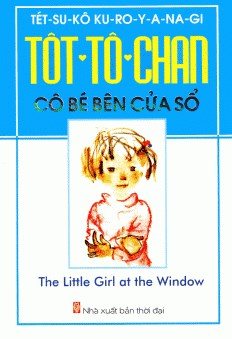 TÉT-SU-KÔ KU-RO-Y-A-NA-GI
TÔT•TÔ•CHAN
CÔ BÉ BÊN CỬA SỔ
The Little Girl at the Window
Nhà xuất bản thời đại